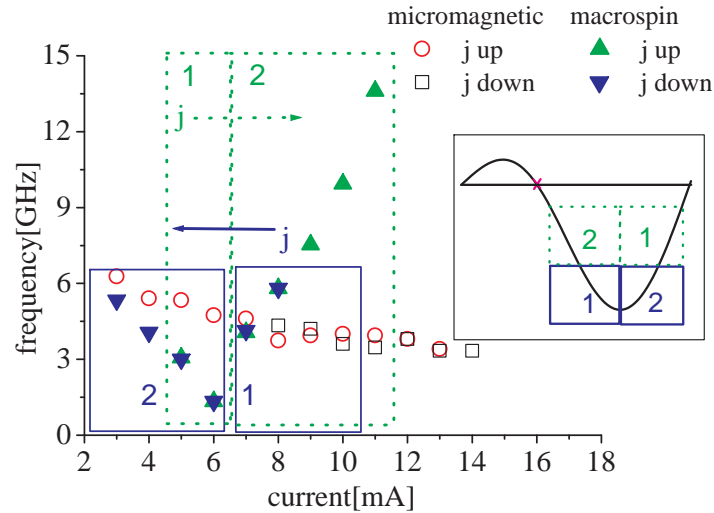 micromagnetic macrospin
j up j up
j down j down
15
12
9
6
3
0
frequency[GHz]
1 2
j
j
2 1
2 1
1 2
2 4 6 8 10 12 14 16 18
current[mA]